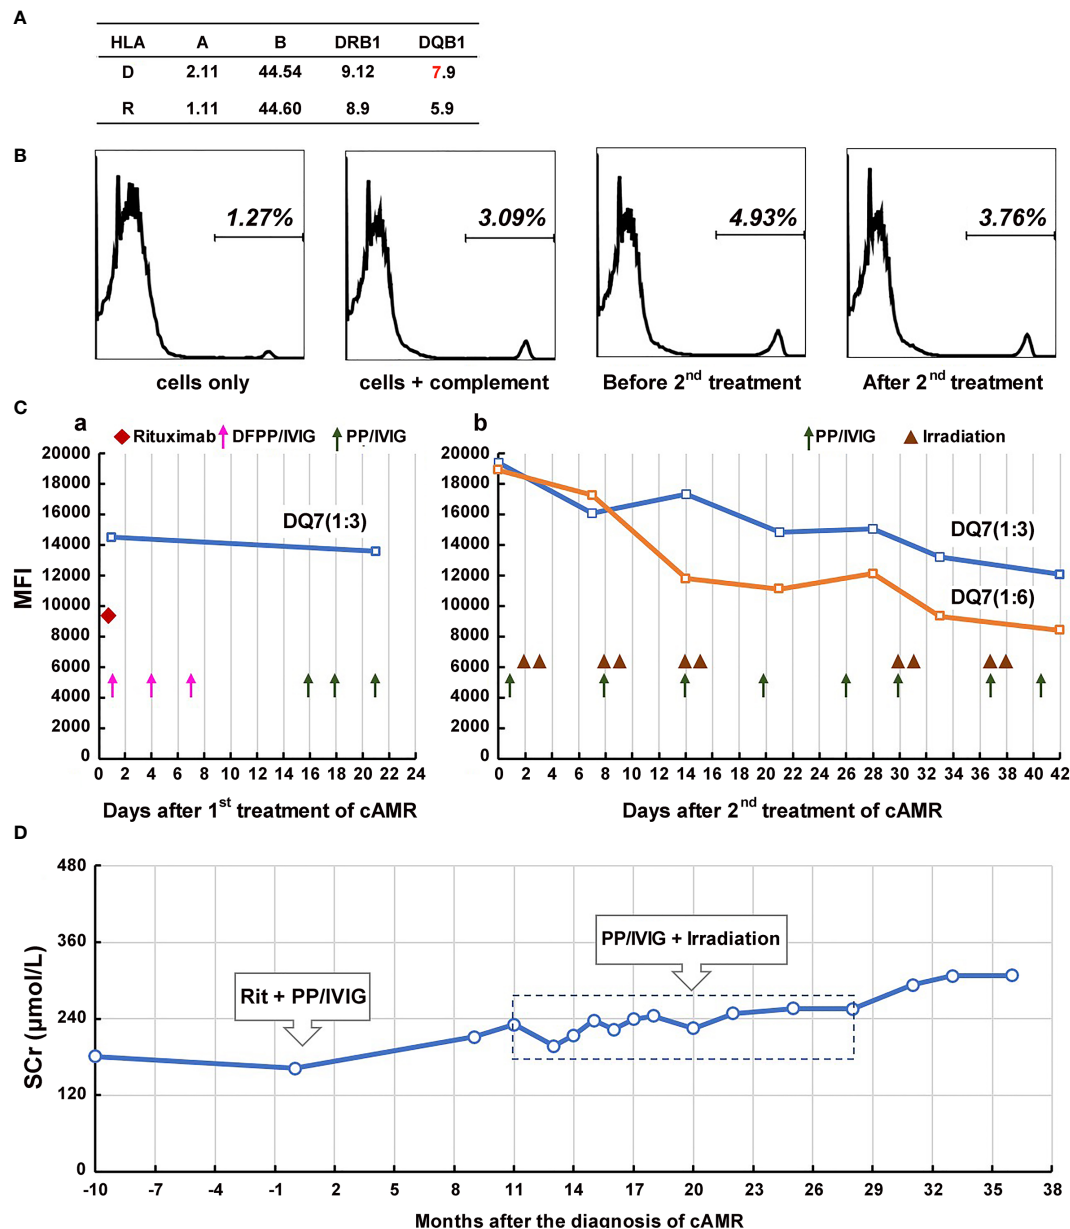 A
HLA A B DRB1 DQB1
D 2.11 44.54 9.12 7.9
R 1.11 44.60 8.9 5.9
B
1.27% 3.09% 4.93% 3.76%
cells only cells + complement Before 2nd treatment After 2nd treatment
C
a
Rituximab DFPP/IVIG PP/IVIG
20000
18000
16000
14000
12000
10000
8000
6000
4000
2000
0
MFI
DQ7(1:3)
0 2 4 6 8 10 12 14 16 18 20 22 24
Days after 1st treatment of cAMR
b
PP/IVIG Irradiation
20000
18000
16000
14000
12000
10000
8000
6000
4000
2000
0
DQ7(1:3)
DQ7(1:6)
0 2 4 6 8 10 12 14 16 18 20 22 24 26 28 30 32 34 36 38 40 42
Days after 2nd treatment of cAMR
D
480
360
240
120
0
SCr (µmol/L)
PP/IVIG + Irradiation
Rit + PP/IVIG
-10 -7 -4 -1 2 5 8 11 14 17 20 23 26 29 32 35 38
Months after the diagnosis of cAMR